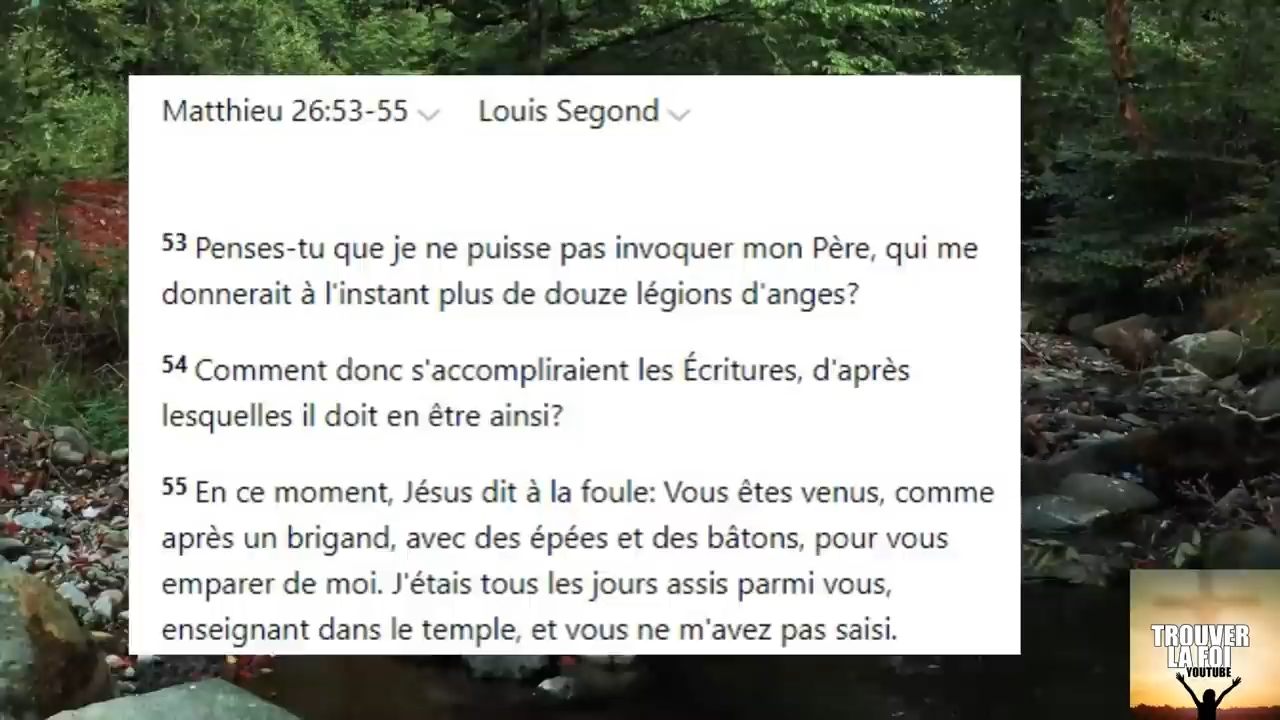 Matthieu 26:53-55 Louis Segond
53 Penses-tu que je ne puisse pas invoquer mon Père, qui me
donnerait à l'instant plus de douze légions d'anges?
54 Comment donc s'accompliraient les Écritures, d'après
lesquelles il doit en être ainsi?
55 En ce moment, Jésus dit à la foule: Vous êtes venus, comme
après un brigand, avec des épées et des bâtons, pour vous
emparer de moi. J'étais tous les jours assis parmi vous,
enseignant dans le temple, et vous ne m'avez pas saisi.
TROUVER
LA FOI
YOUTUBE